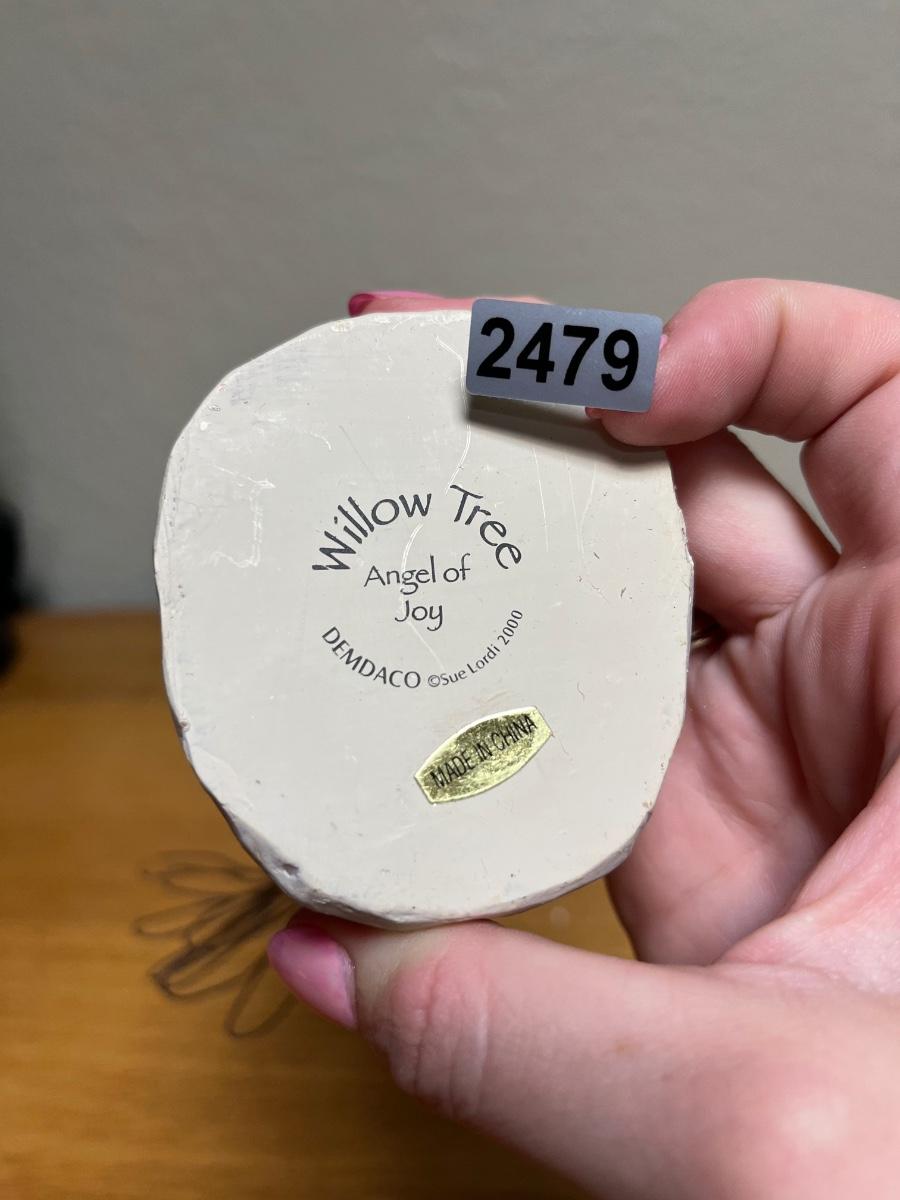 2479
Willow Tree
Angel of
Joy
DEMDACO ©Sue Lordi 2000
MADE IN CHINA